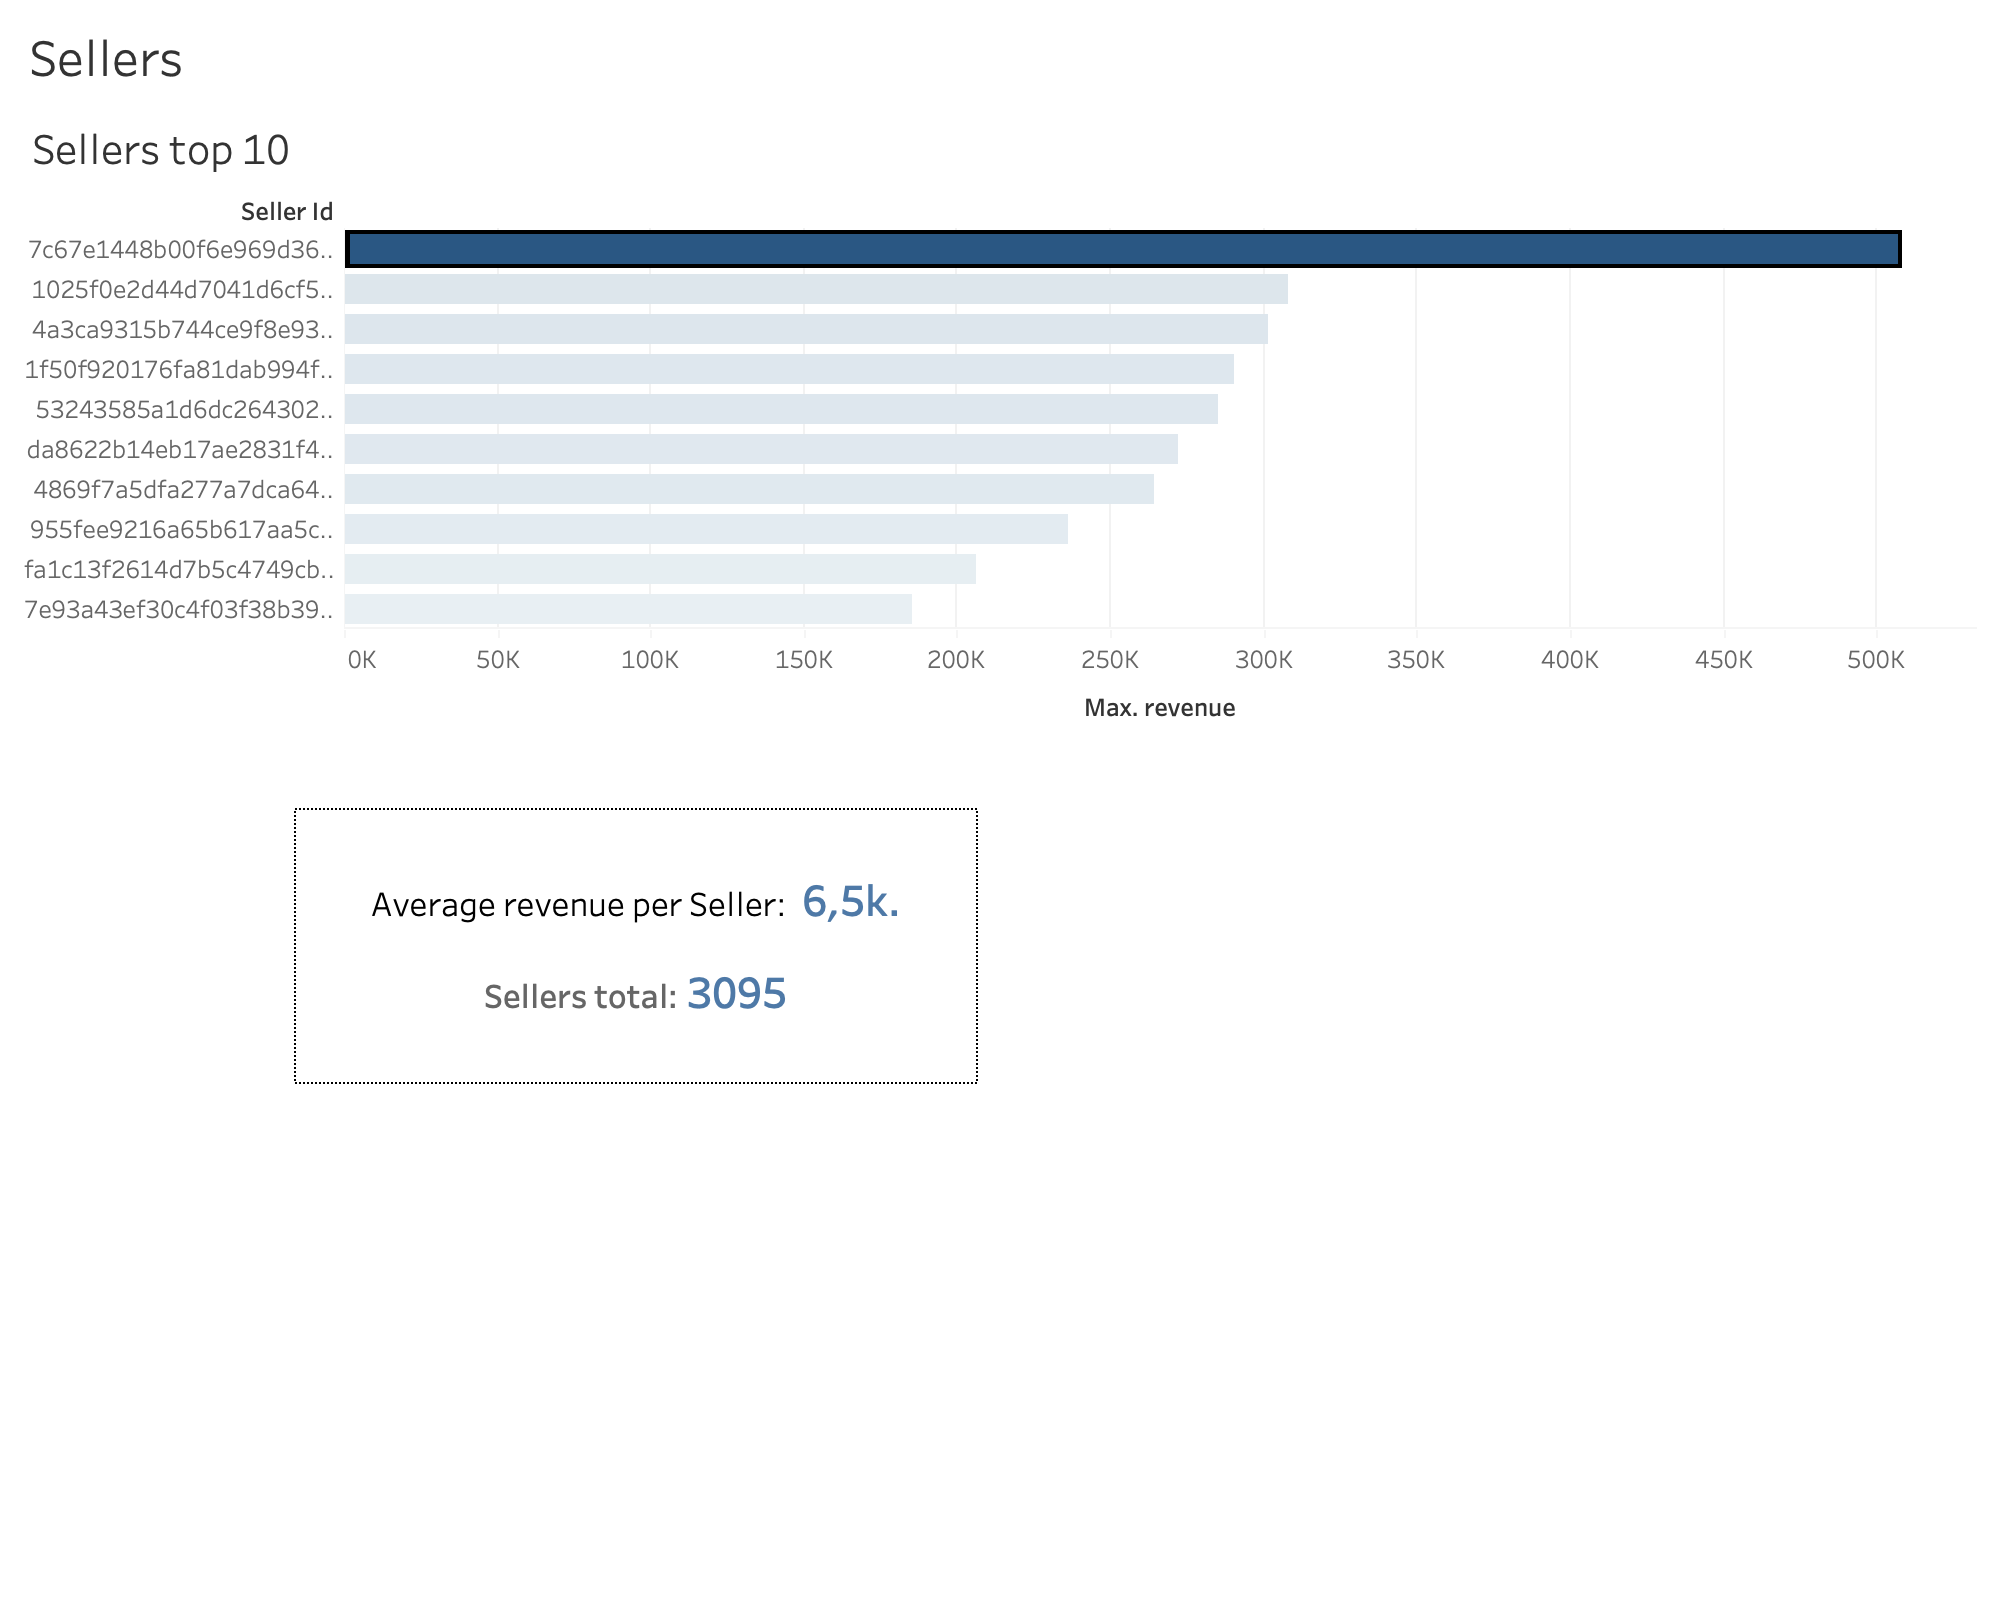 Sellers
Sellers top 10
Seller Id
7c67e1448b00f6e969d36..
1025f0e2d44d7041d6cf5..
4a3ca9315b744ce9f8e93..
1f50f920176fa81dab994f..
53243585a1d6dc264302..
da8622b14eb17ae2831f4..
4869f7a5dfa277a7dca64..
955fee9216a65b617aa5c..
fa1c13f2614d7b5c4749cb..
7e93a43ef30c4f03f38b39..
0K 50K 100K 150K 200K 250K 300K 350K 400K 450K 500K
Max. revenue
Average revenue per Seller: 6,5k.
Sellers total: 3095